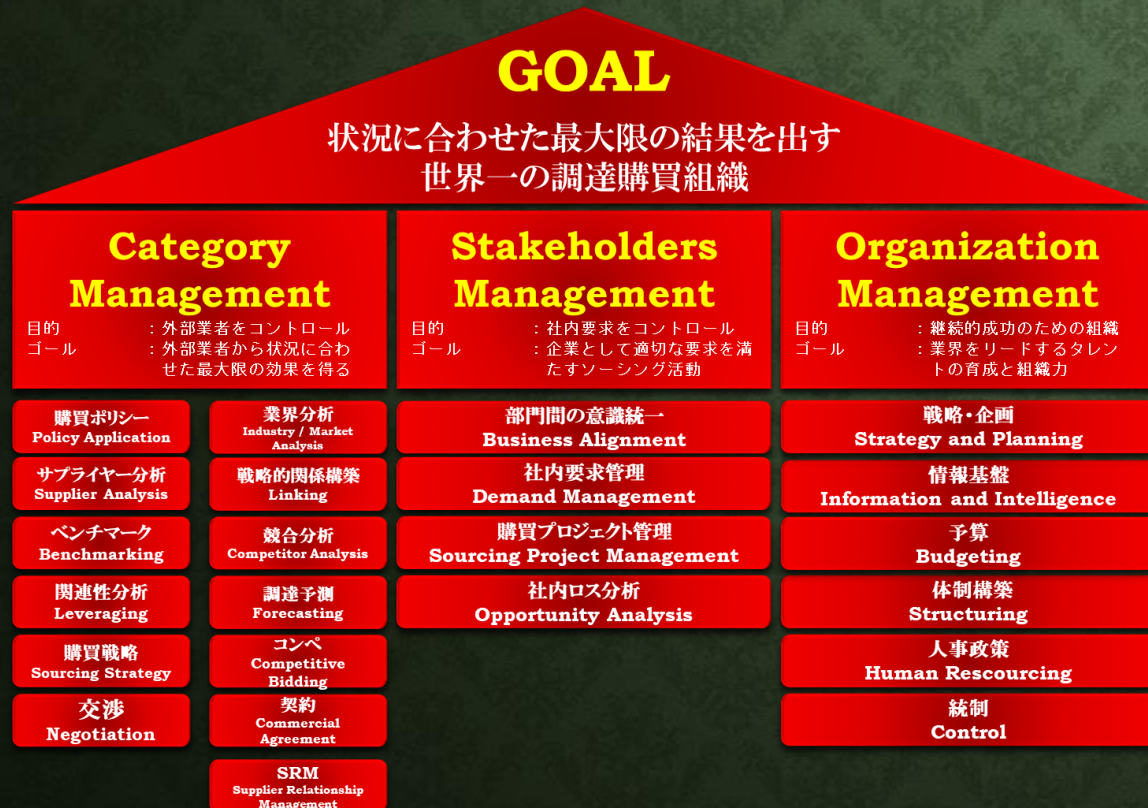 GOAL
状況に合わせた最大限の結果を出す
世界一の調達購買組織
Category
Management
目的 : 外部業者をコントロール
ゴール : 外部業者から状況に合わ
せた最大限の効果を得る
購買ポリシー
Policy Application
サプライヤー分析
Supplier Analysis
ベンチマーク
Benchmarking
関連性分析
Leveraging
購買戦略
Sourcing Strategy
交渉
Negotiation
業界分析
Industry / Market
Analysis
戦略的関係構築
Linking
競合分析
Competitor Analysis
調達予測
Forecasting
コンペ
Competitive
Bidding
契約
Commercial
Agreement
SRM
Supplier Relationship
Management
Stakeholders
Management
目的 : 社内要求をコントロール
ゴール : 企業として適切な要求を満
たすソーシング活動
部門間の意識統一
Business Alignment
社内要求管理
Demand Management
購買プロジェクト管理
Sourcing Project Management
社内ロス分析
Opportunity Analysis
Organization
Management
目的 : 継続的成功のための組織
ゴール : 業界をリードするタレン
トの育成と組織力
戦略・企画
Strategy and Planning
情報基盤
Information and Intelligence
予算
Budgeting
体制構築
Structuring
人事政策
Human Rescourcing
統制
Control